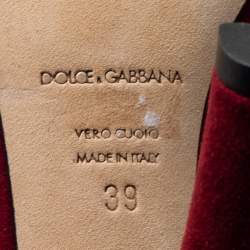 DOLCE & GABBANA
VERO CUOIO
MADE IN ITALY
39